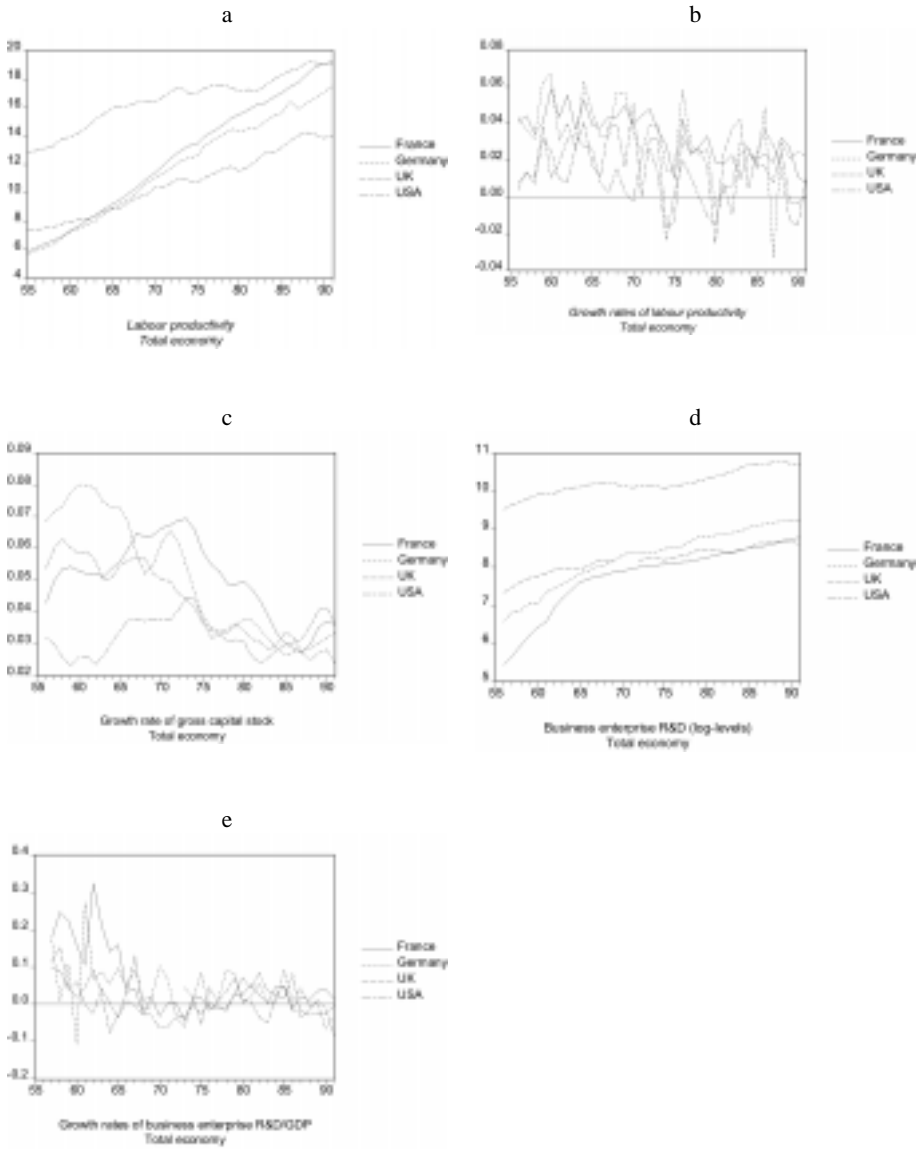 a
20
18
16
14
12
10
8
6
4
55 60 65 70 75 80 85 90
France
Germany
UK
USA
Labour productivity
Total economy
b
0.08
0.06
0.04
0.02
0.00
-0.02
-0.04
55 60 65 70 75 80 85 90
France
Germany
UK
USA
Growth rates of labour productivity
Total economy
c
0.09
0.08
0.07
0.06
0.05
0.04
0.03
0.02
55 60 65 70 75 80 85 90
France
Germany
UK
USA
Growth rate of gross capital stock
Total economy
d
11
10
9
8
7
6
5
55 60 65 70 75 80 85 90
France
Germany
UK
USA
Business enterprise R&D (log-levels)
Total economy
e
0.4
0.3
0.2
0.1
0.0
-0.1
-0.2
55 60 65 70 75 80 85 90
France
Germany
UK
USA
Growth rates of business enterprise R&D/GDP
Total economy